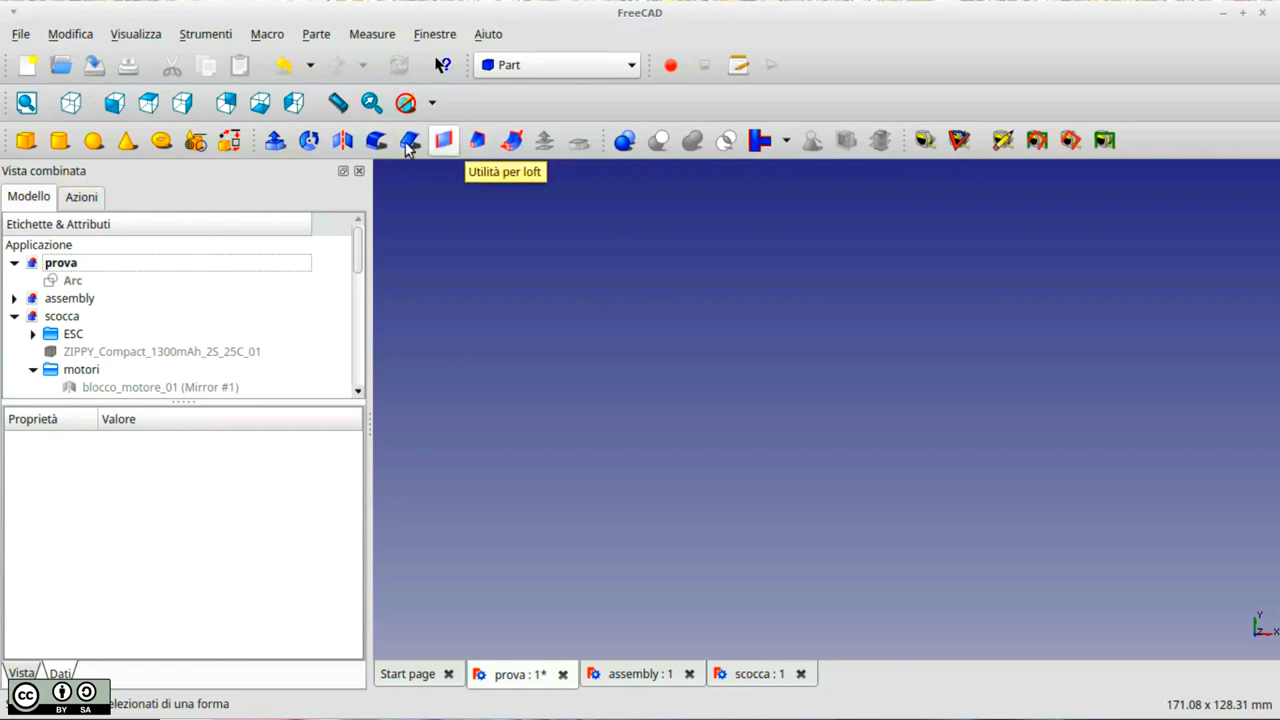 FreeCAD
File Modifica Visualizza Strumenti Macro Parte Measure Finestre Aiuto
Part
Utilità per loft
Vista combinata
Modello Azioni
Etichette & Attributi
Applicazione
prova
Arc
assembly
scocca
ESC
ZIPPY_Compact_1300mAh_2S_25C_01
motori
blocco_motore_01 (Mirror #1)
Proprietà Valore
Vista Dati
Start page prova : 1* assembly : 1 scocca : 1
Y
Z X
cc BY SA
elezionati di una forma
171.08 x 128.31 mm